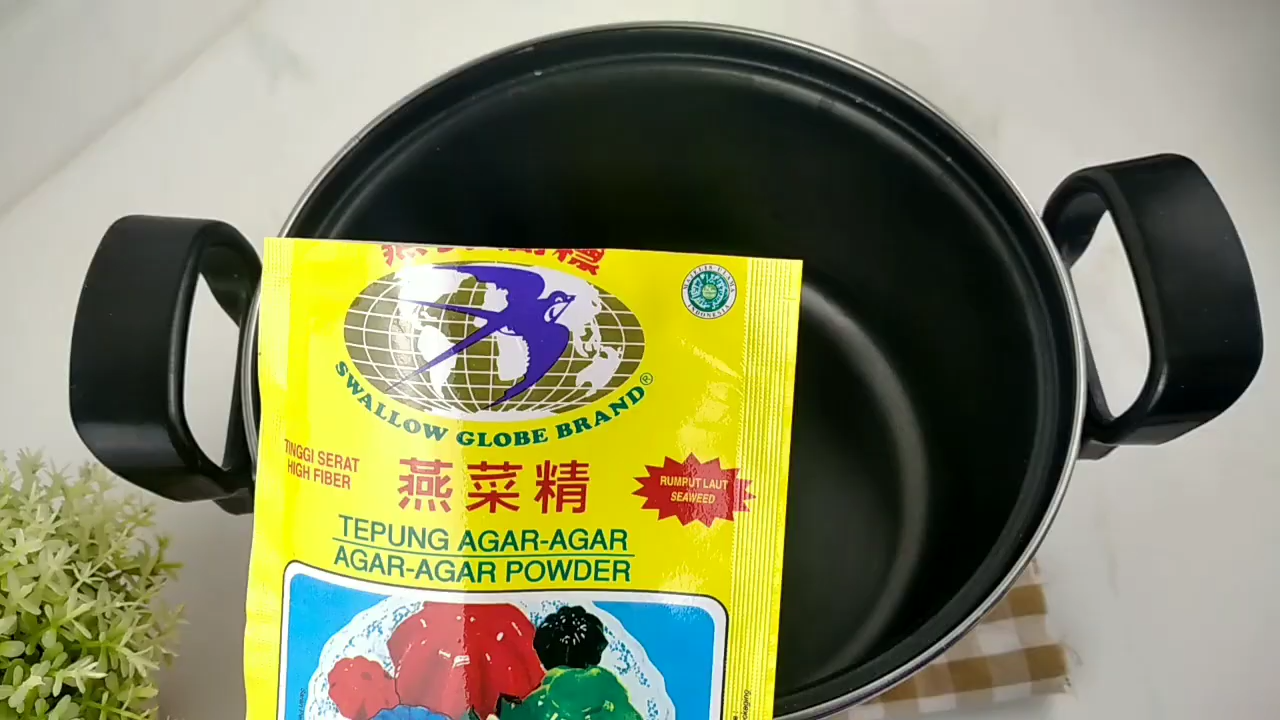 SWALLOW GLOBE BRAND®
TINGGI SERAT
HIGH FIBER
燕菜精
RUMPUT LAUT
SEAWEED
TEPUNG AGAR-AGAR
AGAR-AGAR POWDER
INDONESIA